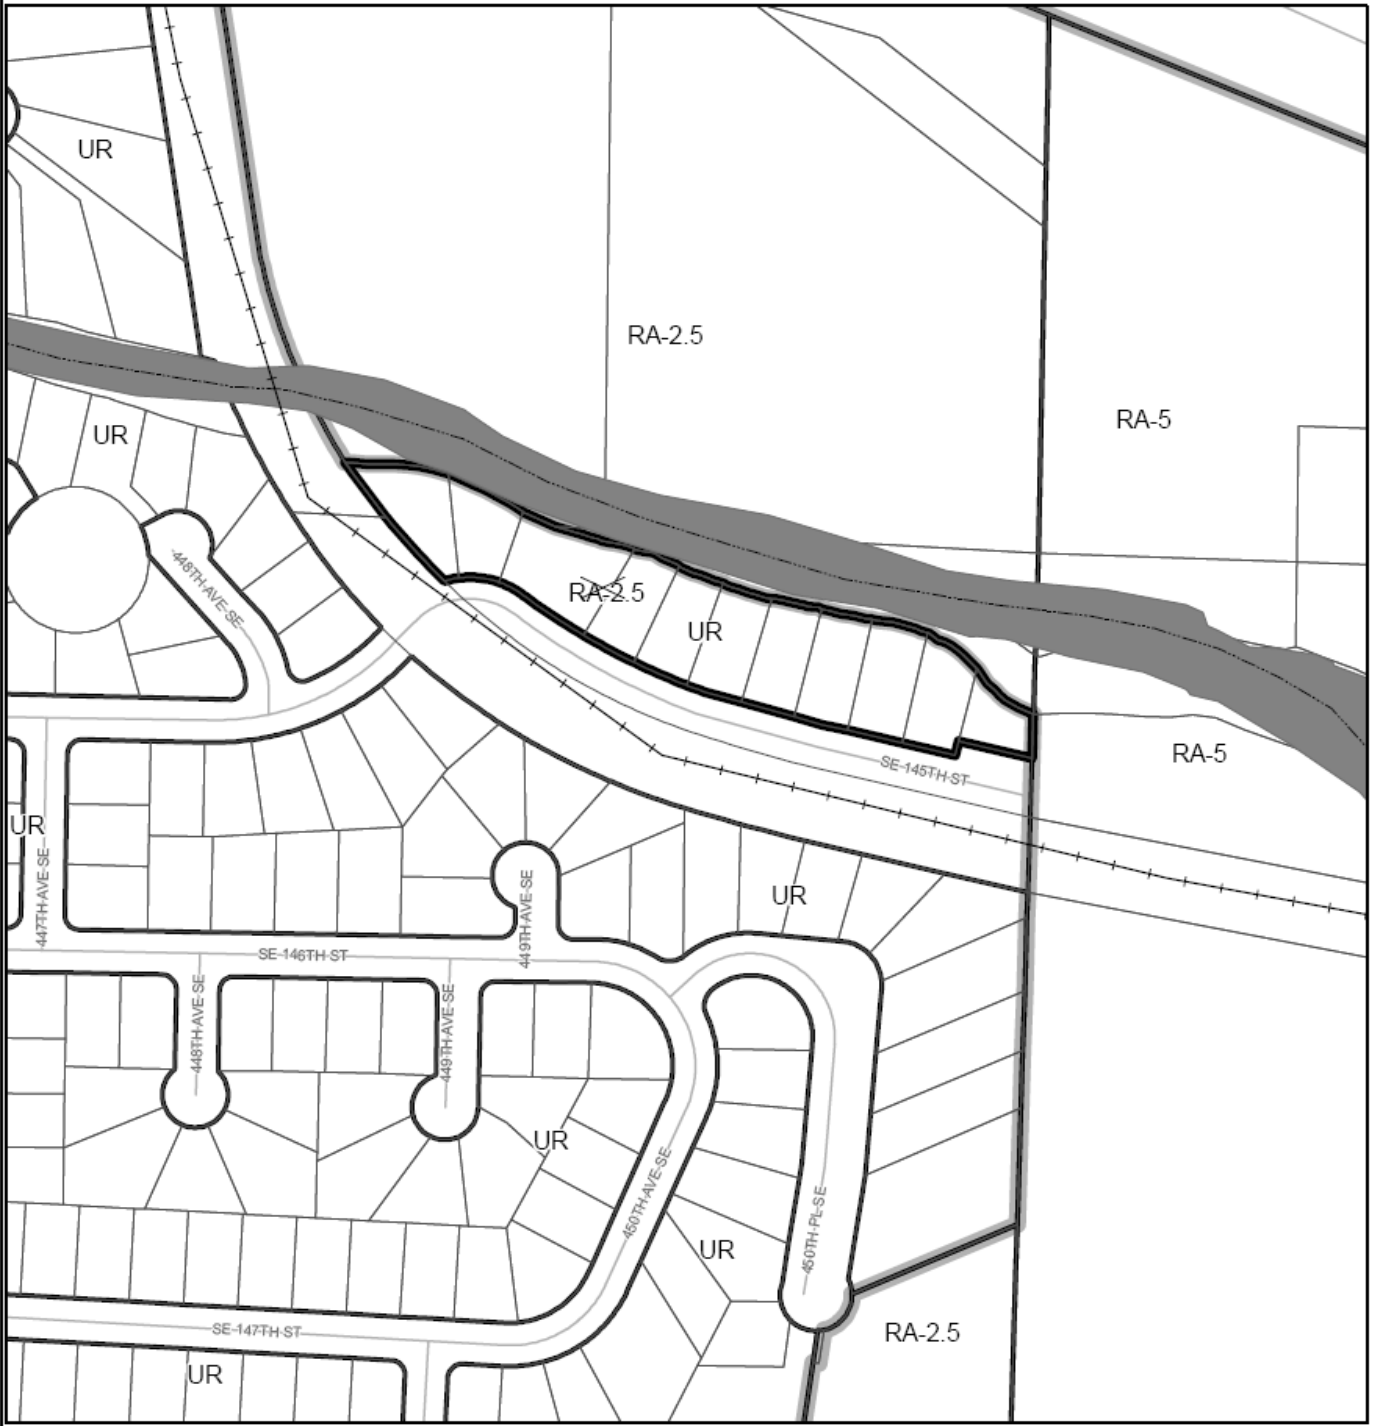 UR
RA-2.5
RA-5
UR
448TH AVE SE
RA-2.5
UR
RA-5
SE 145TH ST
UR
447TH AVE SE
449TH AVE SE
UR
SE 146TH ST
448TH AVE SE
449TH AVE SE
UR
450TH AVE SE
450TH PL SE
UR
SE 147TH ST
RA-2.5
UR